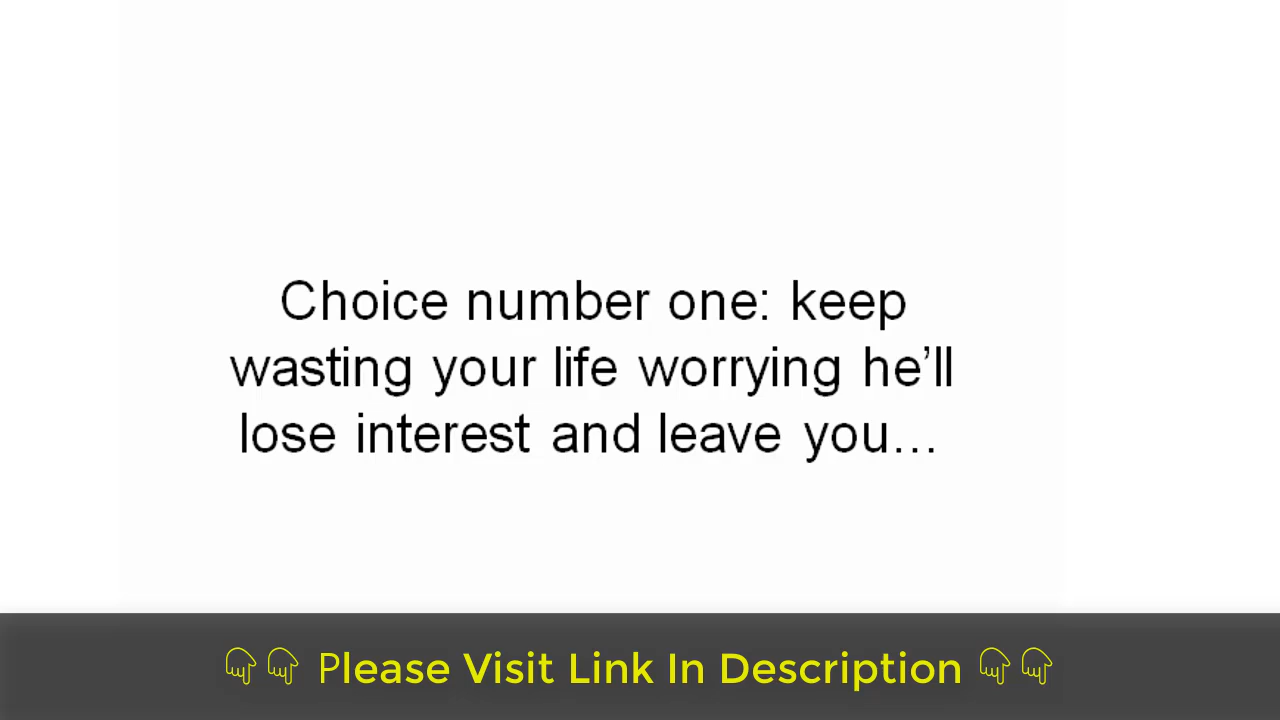 Choice number one: keep
wasting your life worrying he’ll
lose interest and leave you...
👇👇 Please Visit Link In Description 👇👇